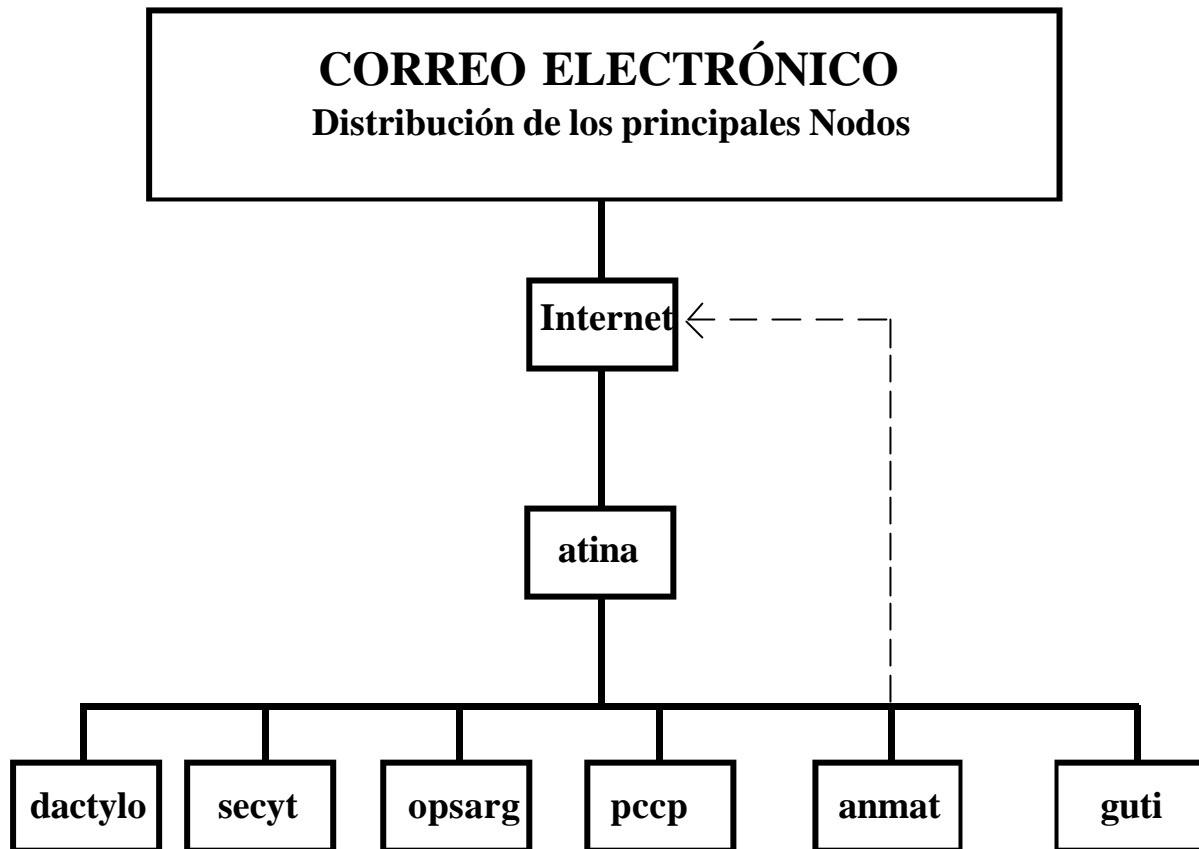 CORREO ELECTRÓNICO
Distribución de los principales Nodos
Internet
atina
dactylo
secyt
opsarg
pccp
anmat
guti